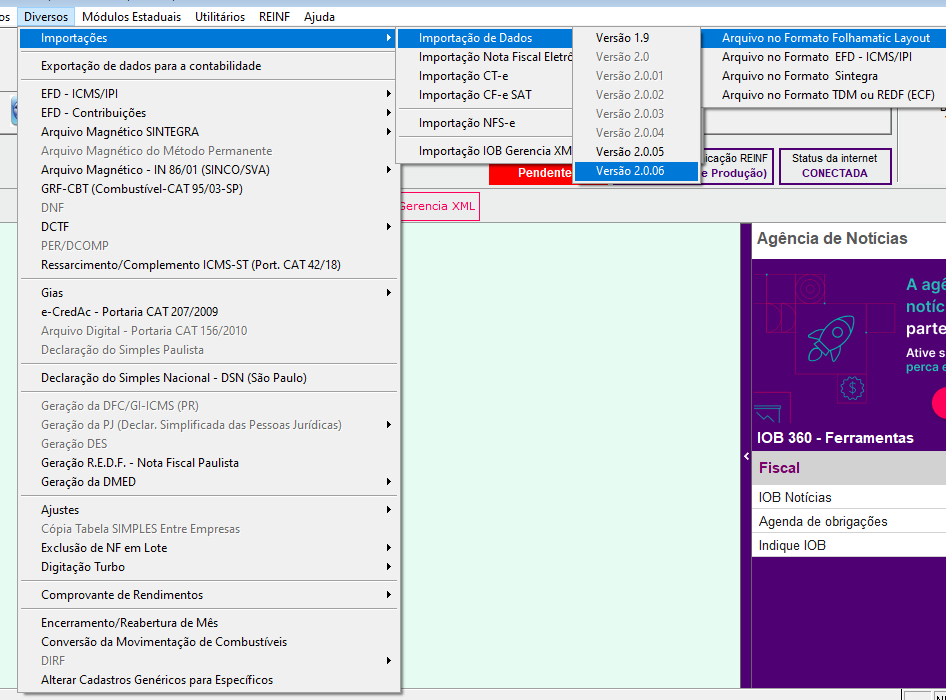 os Diversos Módulos Estaduais Utilitários REINF Ajuda
Importações
Exportação de dados para a contabilidade
EFD - ICMS/IPI
EFD - Contribuições
Arquivo Magnético SINTEGRA
Arquivo Magnético do Método Permanente
Arquivo Magnético - IN 86/01 (SINCO/SVA)
GRF-CBT (Combustível-CAT 95/03-SP)
DNF
DCTF
PER/DCOMP
Ressarcimento/Complemento ICMS-ST (Port. CAT 42/18)
Gias
e-CredAc - Portaria CAT 207/2009
Arquivo Digital - Portaria CAT 156/2010
Declaração do Simples Paulista
Declaração do Simples Nacional - DSN (São Paulo)
Geração da DFC/GI-ICMS (PR)
Geração da PJ (Declar. Simplificada das Pessoas Jurídicas)
Geração DES
Geração R.E.D.F. - Nota Fiscal Paulista
Geração da DMED
Ajustes
Cópia Tabela SIMPLES Entre Empresas
Exclusão de NF em Lote
Digitação Turbo
Comprovante de Rendimentos
Encerramento/Reabertura de Mês
Conversão da Movimentação de Combustíveis
DIRF
Alterar Cadastros Genéricos para Específicos
Importação de Dados
Importação Nota Fiscal Eletrô
Importação CT-e
Importação CF-e SAT
Importação NFS-e
Importação IOB Gerencia XM
Versão 1.9
Versão 2.0
Versão 2.0.01
Versão 2.0.02
Versão 2.0.03
Versão 2.0.04
Versão 2.0.05
Versão 2.0.06
Arquivo no Formato Folhamatic Layout
Arquivo no Formato EFD - ICMS/IPI
Arquivo no Formato Sintegra
Arquivo no Formato TDM ou REDF (ECF)
Pendente
icação REINF
e Produção)
Status da internet
CONECTADA
Gerencia XML
Agência de Notícias
A agê
notíc
parte
Ative s
perca e
IOB 360 - Ferramentas
Fiscal
IOB Notícias
Agenda de obrigações
Indique IOB